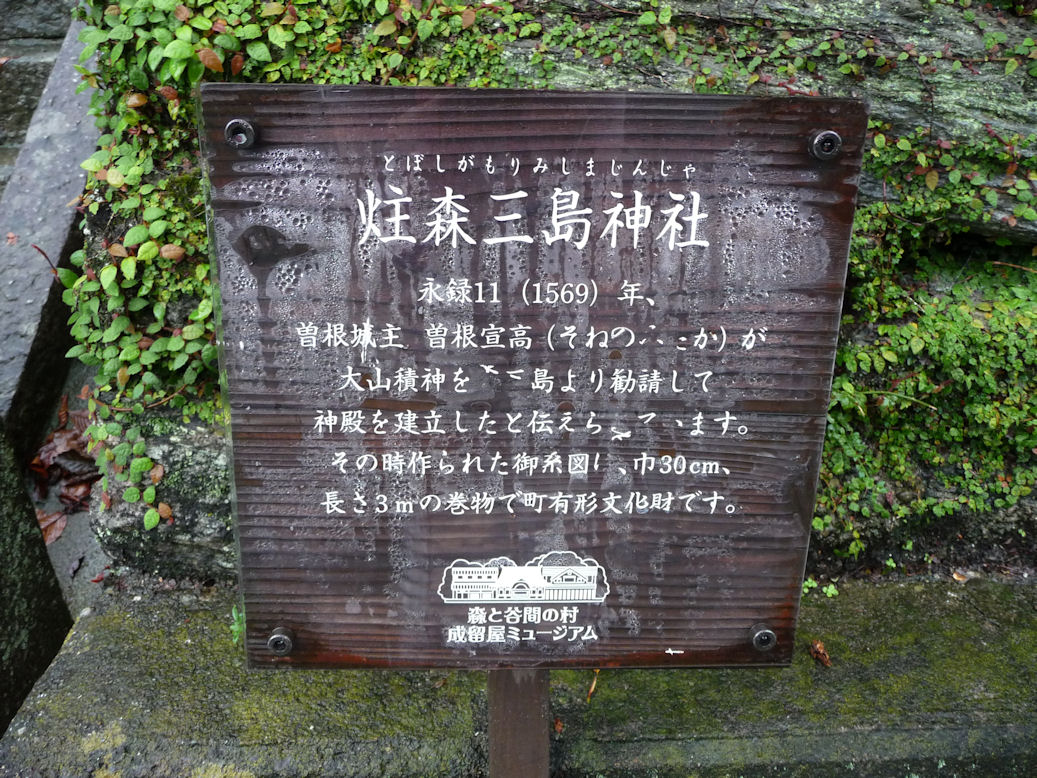 とぼしがもりみしまじんじゃ
炷森三島神社
永録11（1569）年、
曽根城主 曽根宣高（そねの か）が
大山積神を 島より勧請して
神殿を建立したと伝えら ます。
その時作られた御系図 、巾30cm、
長さ3mの巻物で町有形文化財です。
森と谷間の村
成留屋ミュージアム